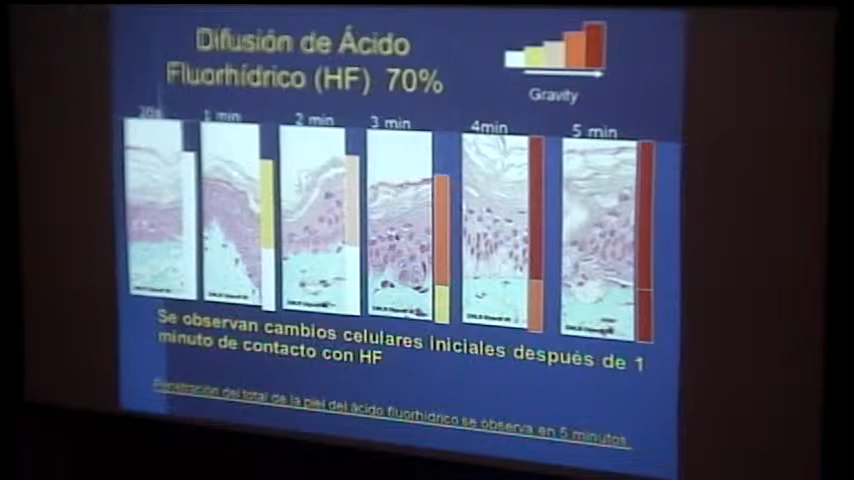 Difusión de Ácido
Fluorhídrico (HF) 70%
Gravity
1 min
2 min
3 min
4min
5 min
Se observan cambios celulares iniciales después de 1
minuto de contacto con HF
Penetración del total de la piel del ácido fluorhídrico se observa en 5 minutos